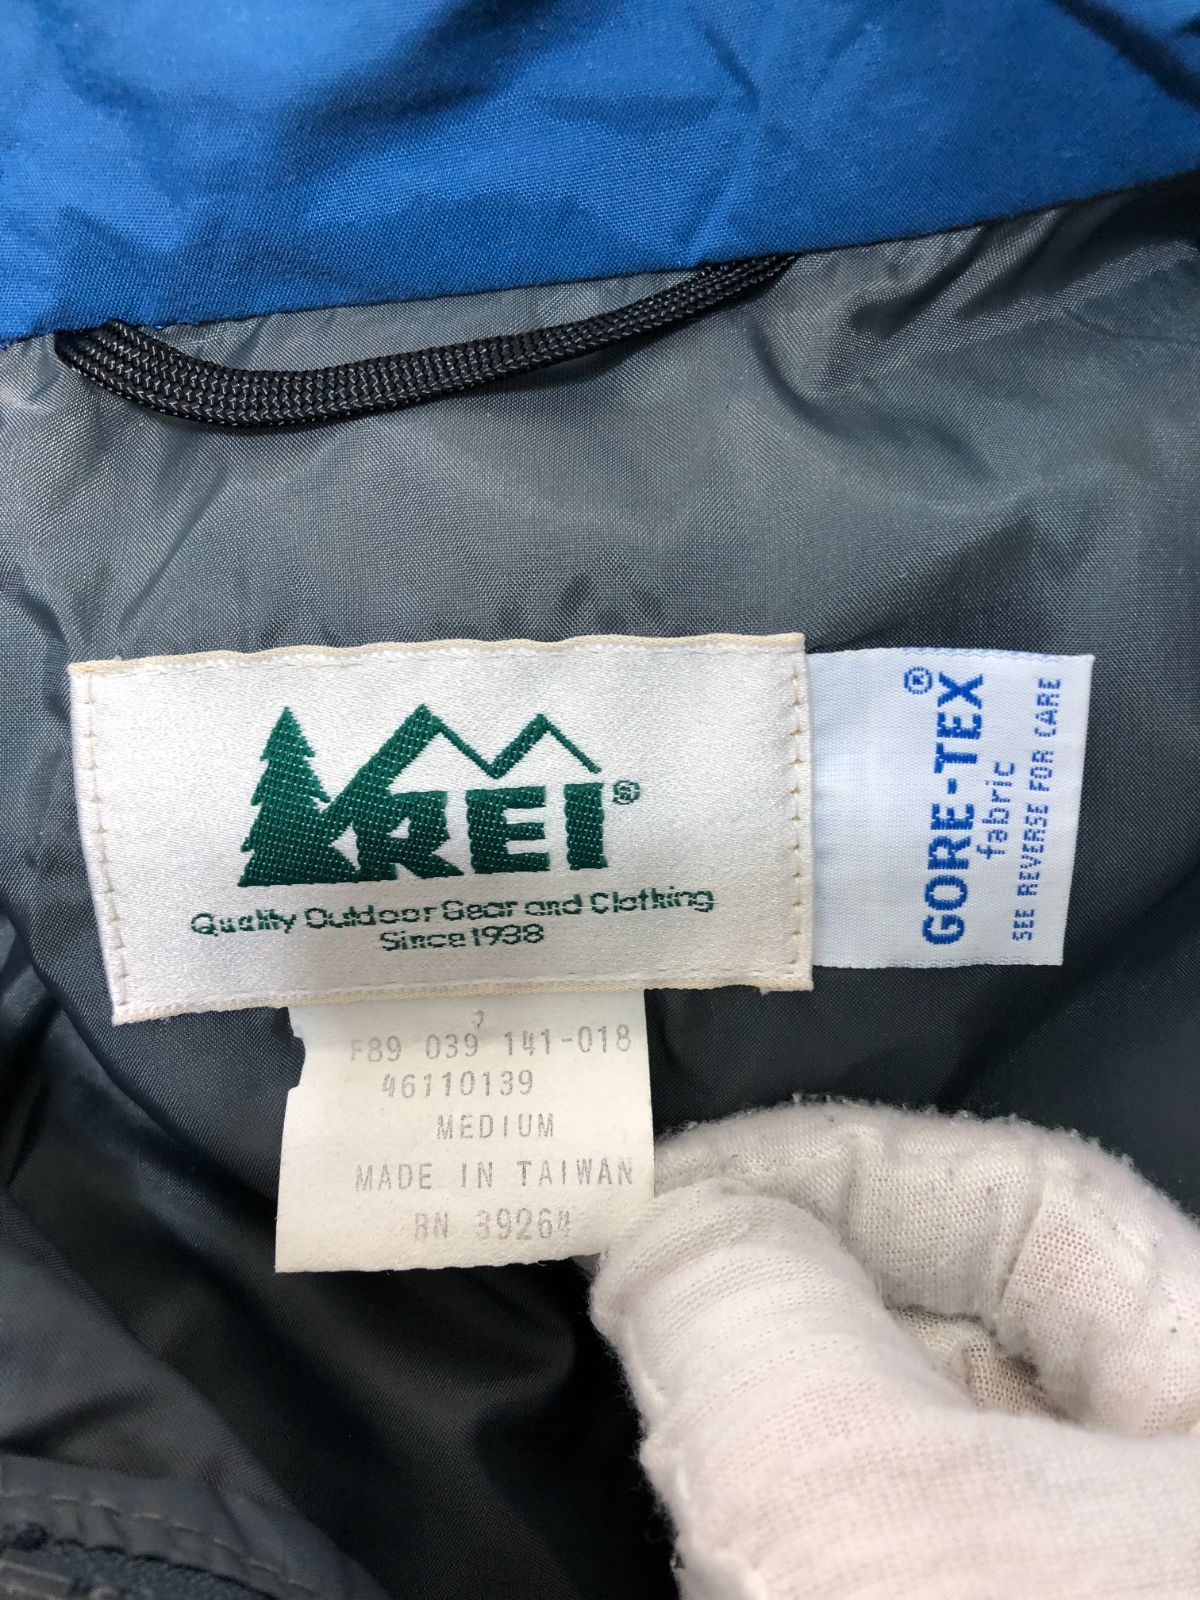 REI®
Quality Outdoor Gear and Clothing
Since 1938
GORE-TEX®
fabric
SEE REVERSE FOR CARE
F89 039 141-018
46110139
MEDIUM
MADE IN TAIWAN
RN 39264